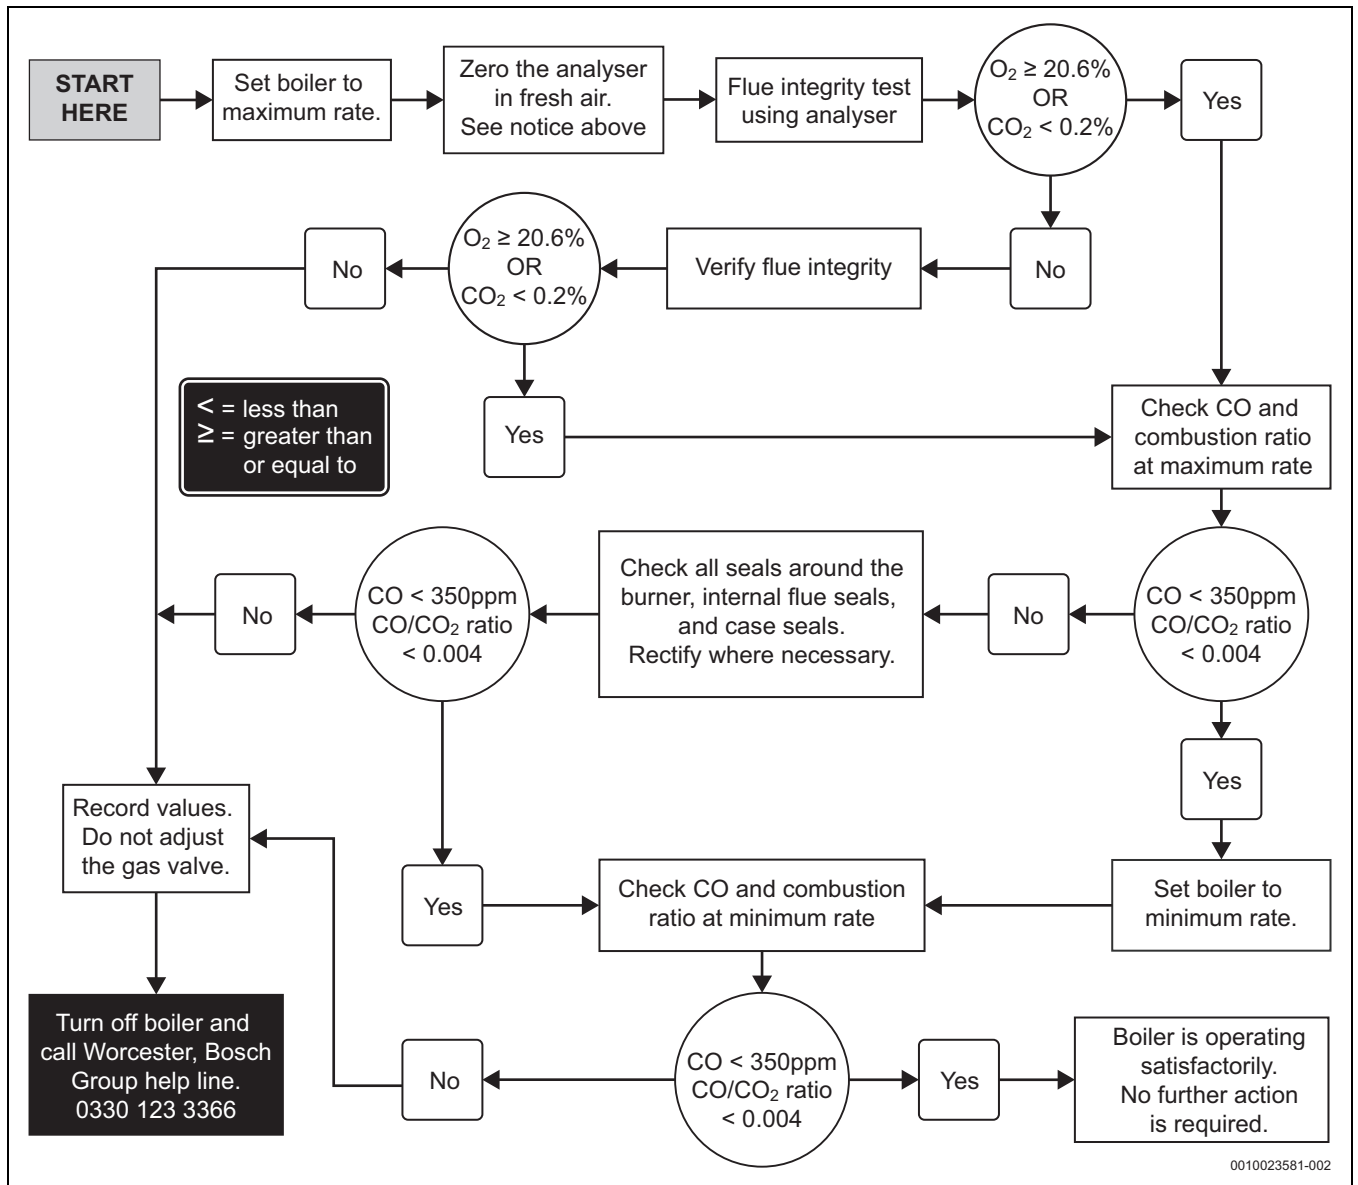 START
HERE
Set boiler to
maximum rate.
Zero the analyser
in fresh air.
See notice above
Flue integrity test
using analyser
O₂ ≥ 20.6%
OR
CO₂ < 0.2%
Yes
No
Verify flue integrity
O₂ ≥ 20.6%
OR
CO₂ < 0.2%
No
Yes
< = less than
≥ = greater than
or equal to
Check CO and
combustion ratio
at maximum rate
CO < 350ppm
CO/CO₂ ratio
< 0.004
No
Check all seals around the
burner, internal flue seals,
and case seals.
Rectify where necessary.
CO < 350ppm
CO/CO₂ ratio
< 0.004
No
Yes
Yes
Set boiler to
minimum rate.
Check CO and combustion
ratio at minimum rate
CO < 350ppm
CO/CO₂ ratio
< 0.004
Yes
Boiler is operating
satisfactorily.
No further action
is required.
No
Record values.
Do not adjust
the gas valve.
Turn off boiler and
call Worcester, Bosch
Group help line.
0330 123 3366
0010023581-002